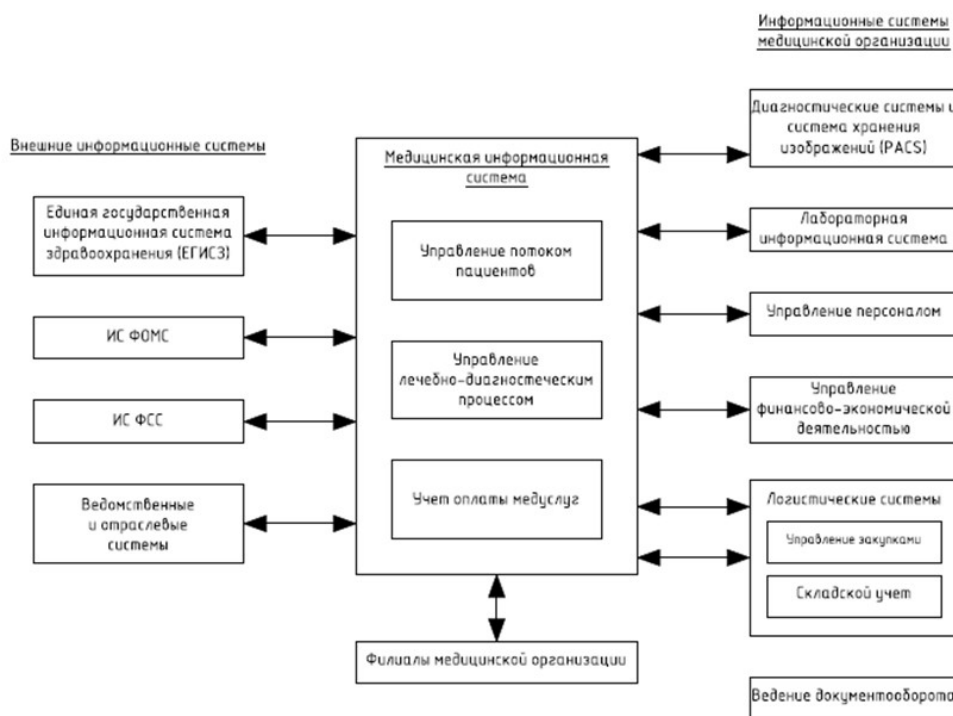 Информационные системы
медицинской организации
Внешние информационные системы
Единая государственная
информационная система
здравоохранения (ЕГИСЗ)
ИС ФОМС
ИС ФСС
Ведомственные
и отраслевые
системы
Медицинская информационная
система
Управление потоком
пациентов
Управление
лечебно-диагностеческим
процессом
Учет оплаты медуслуг
Филиалы медицинской организации
Диагностические системы и
система хранения
изображений (PACS)
Лабораторная
информационная система
Управление персоналом
Управление
финансово-экономической
деятельностью
Логистические системы
Управление закупками
Складской учет
Ведение документооборота